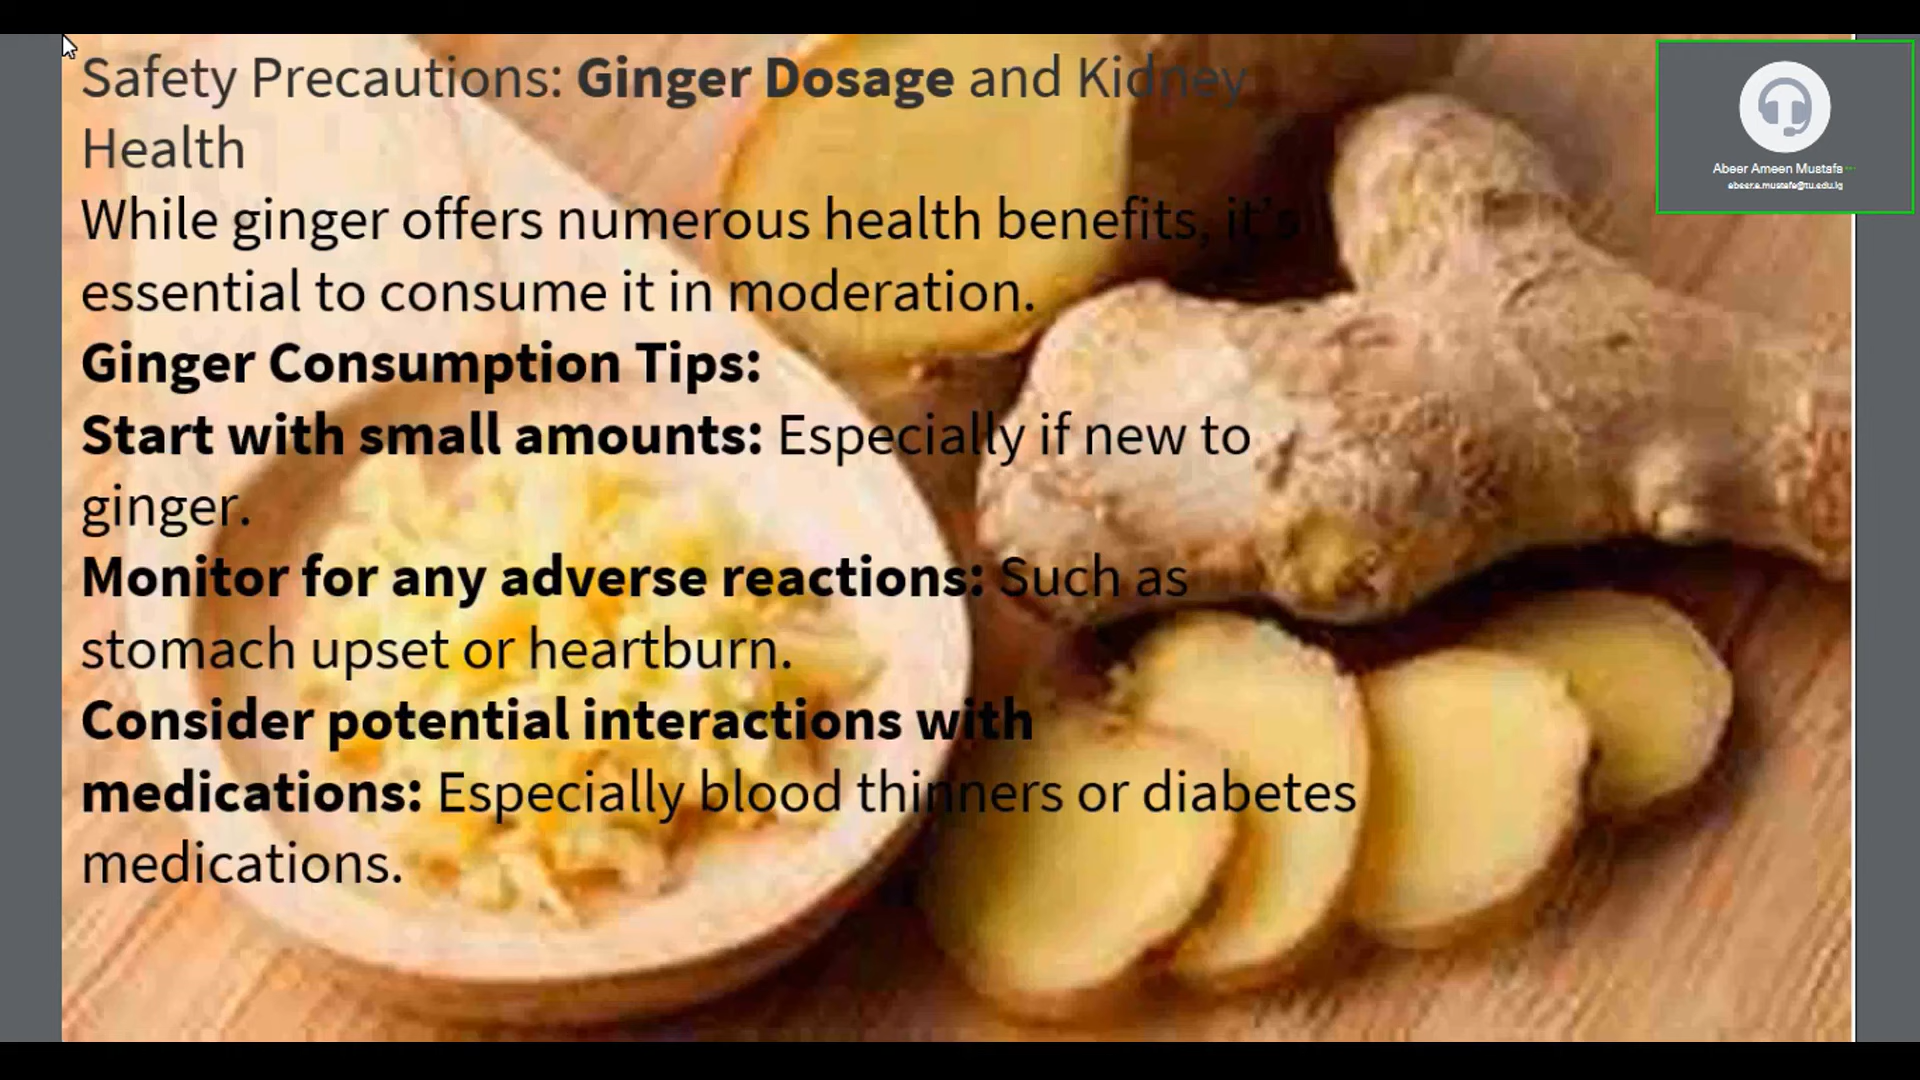 Safety Precautions: Ginger Dosage and Kidney
Health
While ginger offers numerous health benefits, it's
essential to consume it in moderation.
Ginger Consumption Tips:
Start with small amounts: Especially if new to
ginger.
Monitor for any adverse reactions: Such as
stomach upset or heartburn.
Consider potential interactions with
medications: Especially blood thinners or diabetes
medications.
Abeer Ameen Mustafa